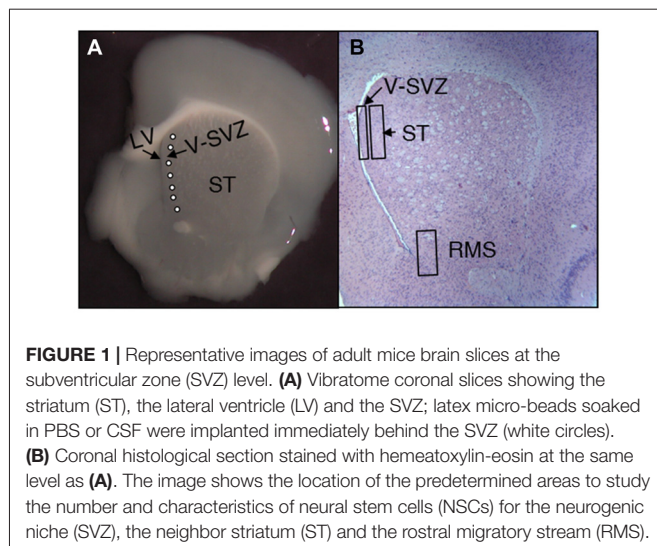 A
LV
V-SVZ
ST
B
V-SVZ
ST
RMS
FIGURE 1 | Representative images of adult mice brain slices at the
subventricular zone (SVZ) level. (A) Vibratome coronal slices showing the
striatum (ST), the lateral ventricle (LV) and the SVZ; latex micro-beads soaked
in PBS or CSF were implanted immediately behind the SVZ (white circles).
(B) Coronal histological section stained with hemeatoxylin-eosin at the same
level as (A). The image shows the location of the predetermined areas to study
the number and characteristics of neural stem cells (NSCs) for the neurogenic
niche (SVZ), the neighbor striatum (ST) and the rostral migratory stream (RMS).